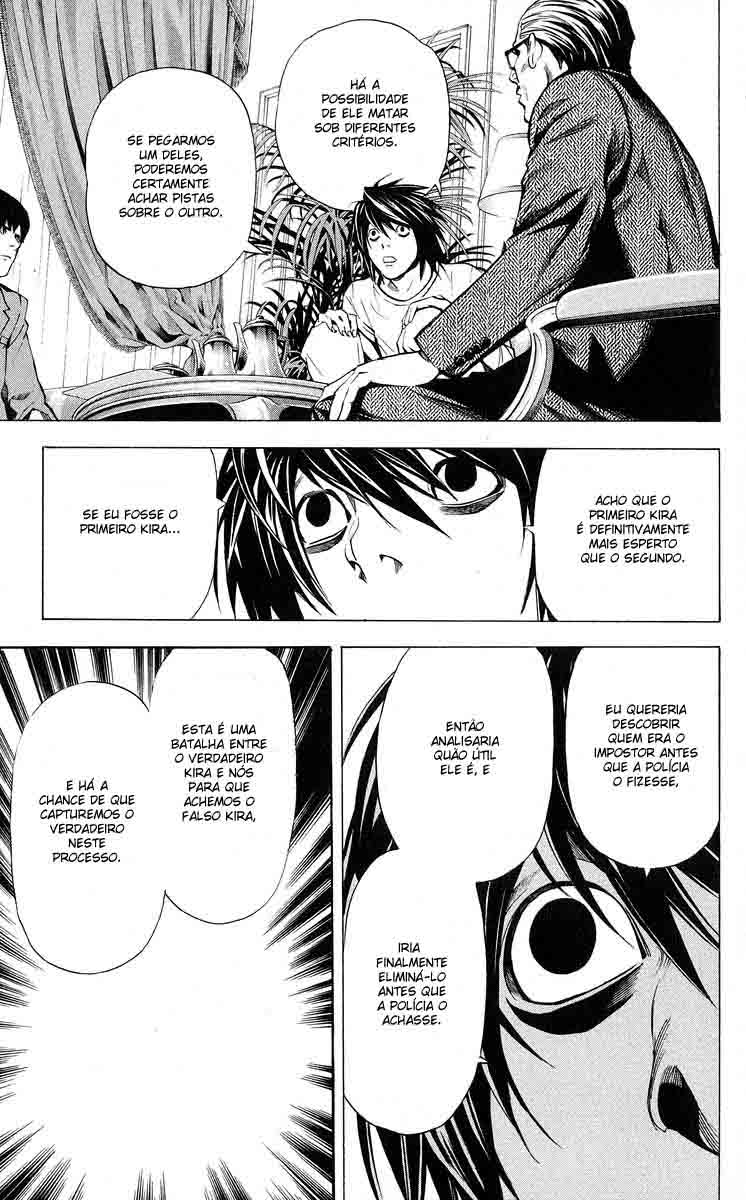 HÁ A
POSSIBILIDADE
DE ELE MATAR
SOB DIFERENTES
CRITÉRIOS.
SE PEGARMOS
UM DELES,
PODEREMOS
CERTAMENTE
ACHAR PISTAS
SOBRE O OUTRO.
ACHO QUE O
PRIMEIRO KIRA
É DEFINITIVAMENTE
MAIS ESPERTO
QUE O SEGUNDO.
SE EU FOSSE O
PRIMEIRO KIRA...
EU QUERERIA
DESCOBRIR
QUEM ERA O
IMPOSTOR ANTES
QUE A POLÍCIA
O FIZESSE,
ENTÃO
ANALISARIA
QUÃO ÚTIL
ELE É, E
IRIA
FINALMENTE
ELIMINÁ-LO
ANTES QUE
A POLÍCIA O
ACHASSE.
ESTA É UMA
BATALHA ENTRE
O VERDADEIRO
KIRA E NÓS
PARA QUE
ACHEMOS O
FALSO KIRA,
E HÁ A
CHANCE DE QUE
CAPTUREMOS O
VERDADEIRO
NESTE
PROCESSO.